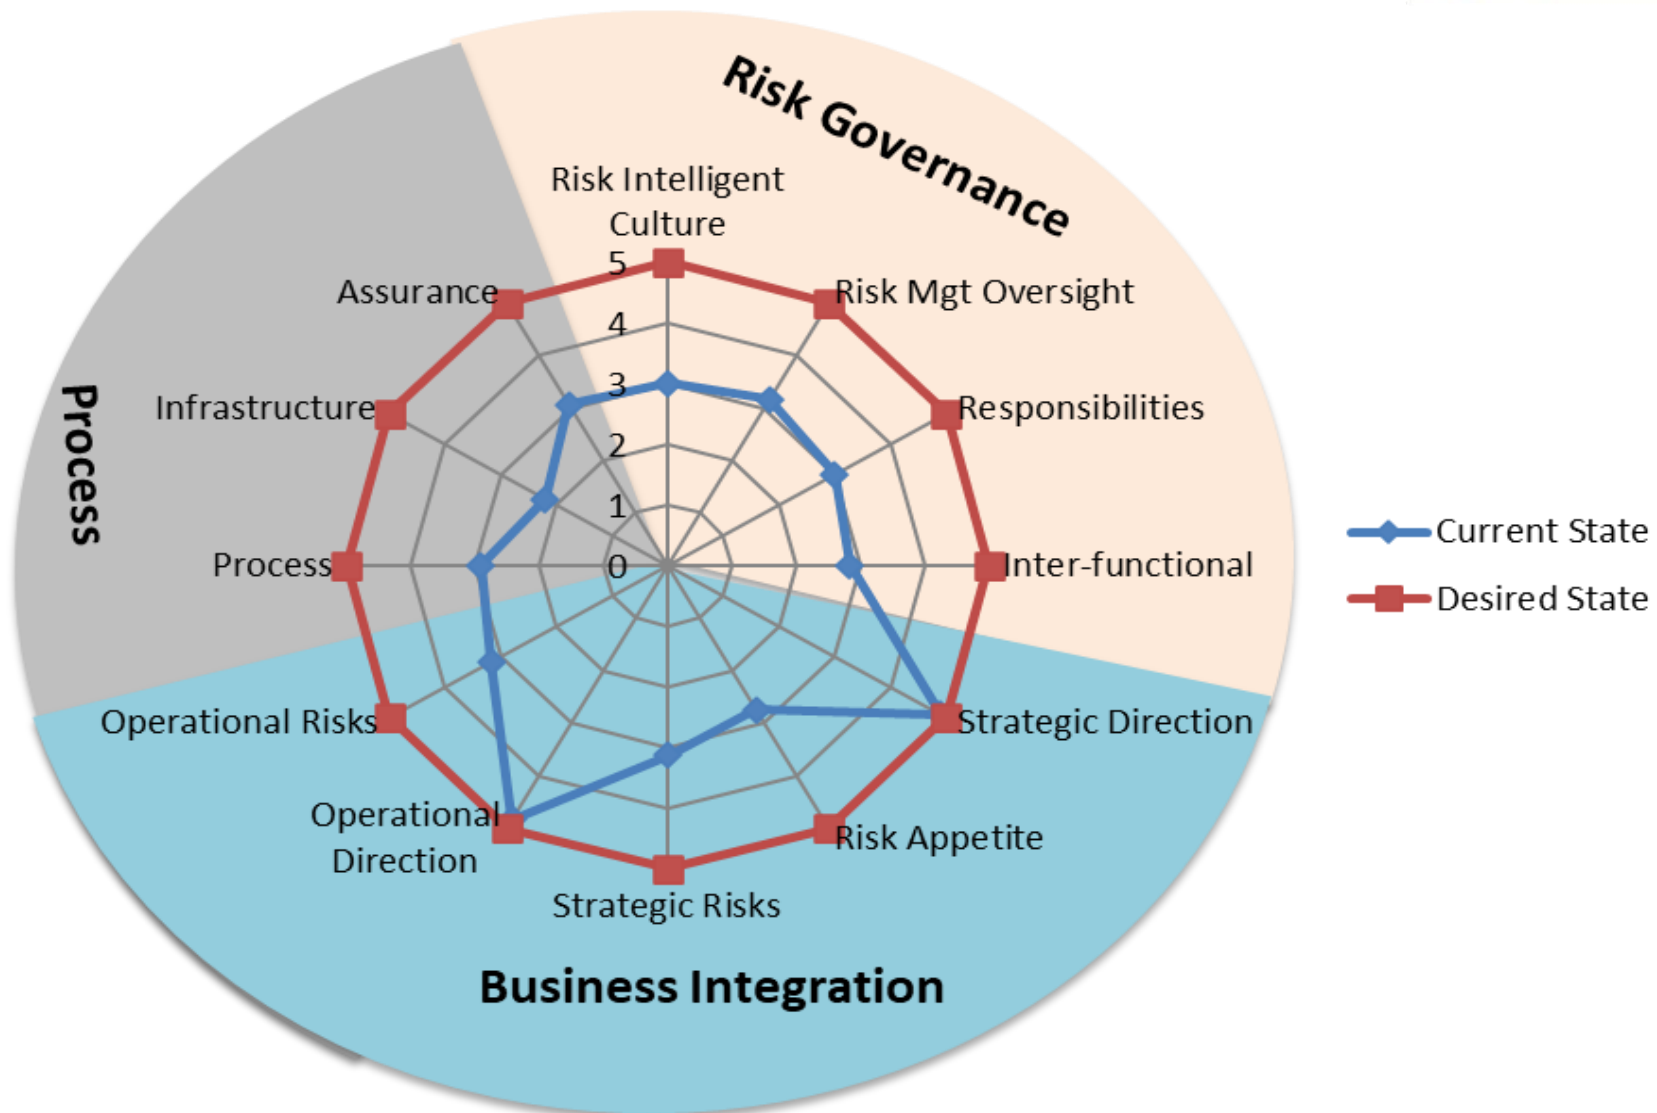 Risk Governance
Risk Intelligent
Culture
5
Assurance
Risk Mgt Oversight
4
3
Process
Infrastructure
Responsibilities
2
1
Current State
Process
0
Inter-functional
Desired State
Operational Risks
Strategic Direction
Operational
Direction
Risk Appetite
Strategic Risks
Business Integration